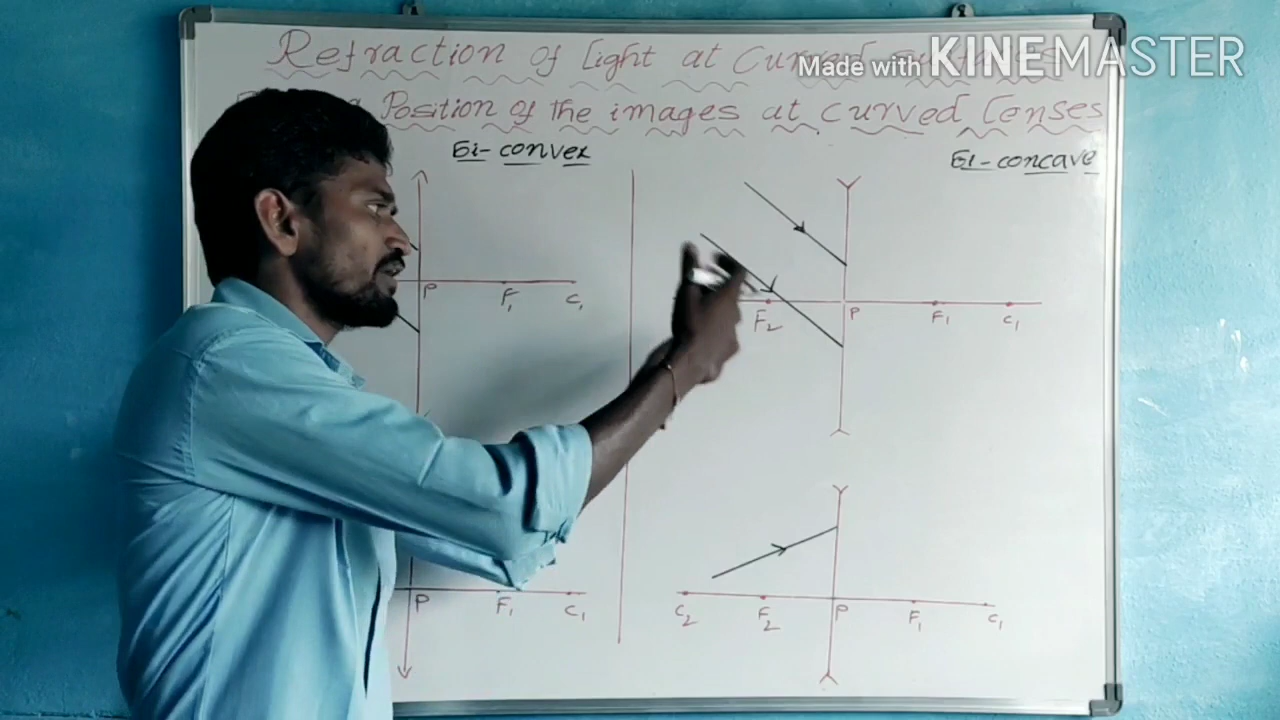 Refraction of light at Curved
Made with KINEMASTER
Position of The images at curved lenses
Bi-convex
Bi-concave
P F1 C1
F2 P F1 C1
P F1 C1
C2 F2 P F1 C1